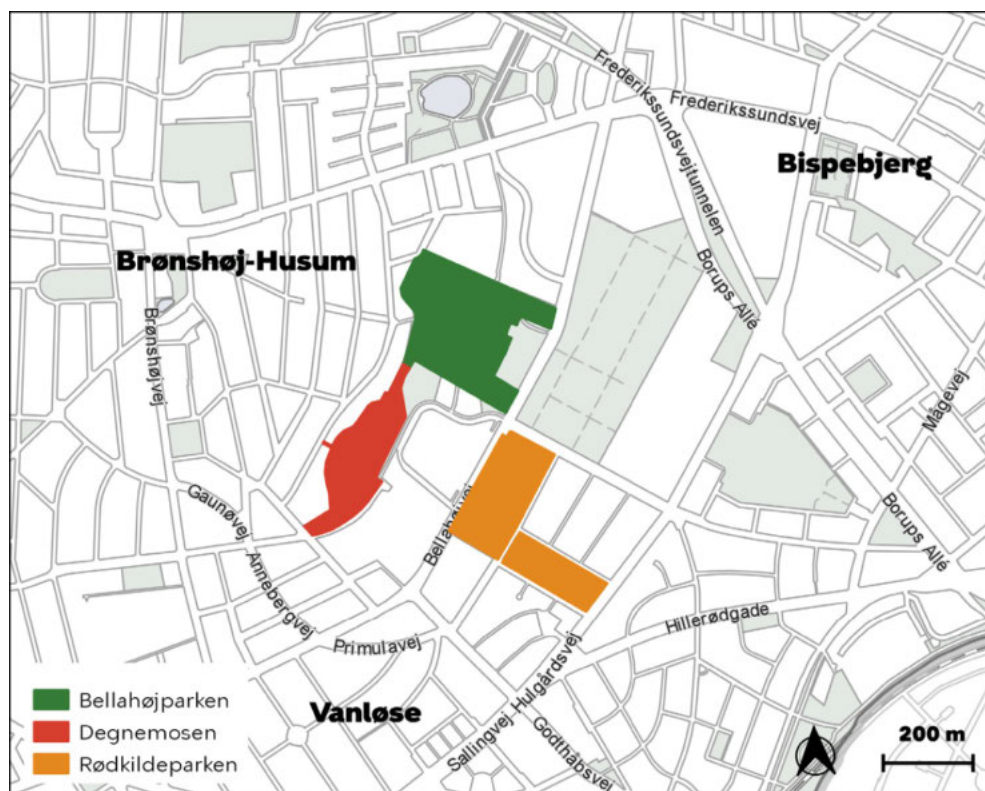 Frederikssundsvej
Frederikssundsvejtunnelen
Bispebjerg
Brønshøj-Husum
Borups Allé
Brønshøjvej
Mågevej
Gaunøvej
Bellahøjvej
Borups Allé
Annebergvej
Hillerødgade
Primulavej
Hulgårdsvej
Bellahøjparken
Vanløse
Degnemosen
Sallingvej
Godthåbsvej
Rødkildeparken
200 m